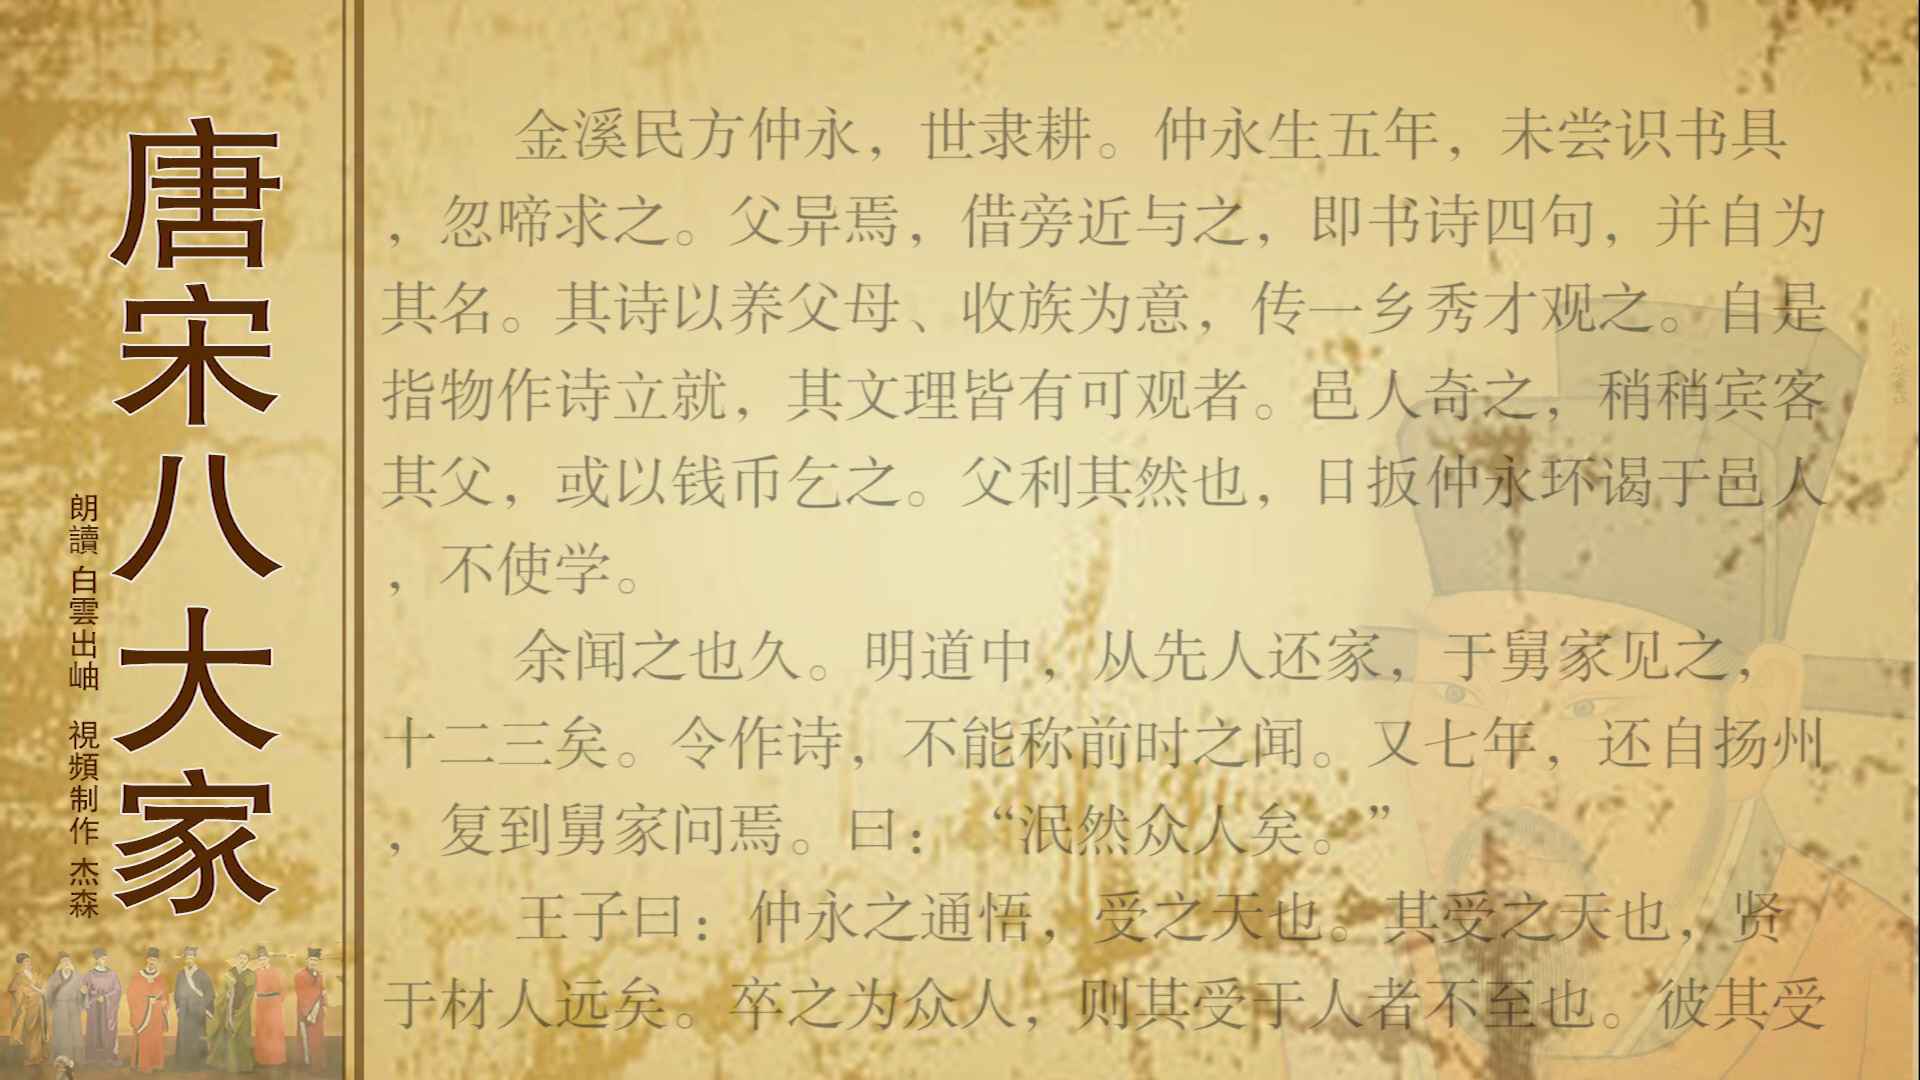 唐宋八大家
朗讀 白雲出岫 視頻制作 杰森
金溪民方仲永，世隶耕。仲永生五年，未尝识书具
，忽啼求之。父异焉，借旁近与之，即书诗四句，并自为
其名。其诗以养父母、收族为意，传一乡秀才观之。自是
指物作诗立就，其文理皆有可观者。邑人奇之，稍稍宾客
其父，或以钱币乞之。父利其然也，日扳仲永环谒于邑人
，不使学。
余闻之也久。明道中，从先人还家，于舅家见之，
十二三矣。令作诗，不能称前时之闻。又七年，还自扬州
，复到舅家问焉。曰：“泯然众人矣。”
王子曰：仲永之通悟，受之天也。其受之天也，贤
于材人远矣。卒之为众人，则其受于人者不至也。彼其受